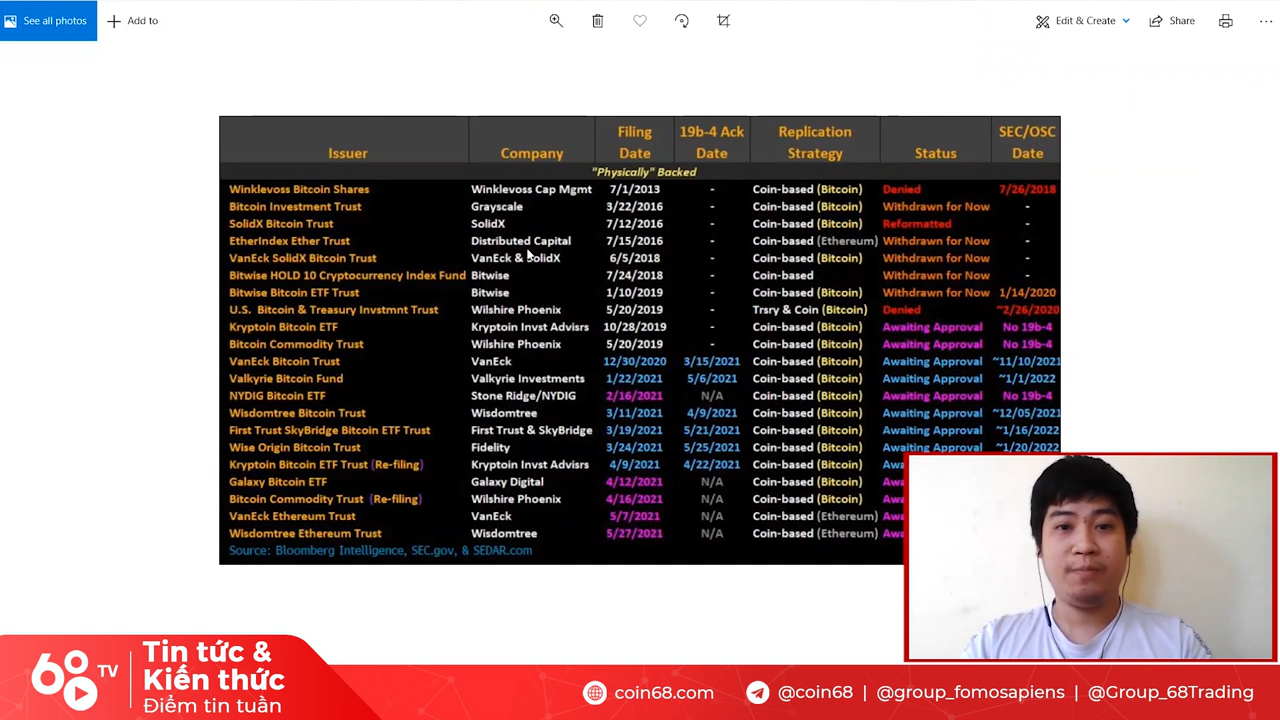 See all photos
Add to
Edit & Create
Share
Filing 19b-4 Ack Replication SEC/OSC
Issuer Company Date Date Strategy Status Date
"Physically" Backed
Winklevoss Bitcoin Shares Winklevoss Cap Mgmt 7/1/2013 - Coin-based (Bitcoin) Denied 7/26/2018
Bitcoin Investment Trust Grayscale 3/22/2016 - Coin-based (Bitcoin) Withdrawn for Now -
SolidX Bitcoin Trust SolidX 7/12/2016 - Coin-based (Bitcoin) Reformatted -
EtherIndex Ether Trust Distributed Capital 7/15/2016 - Coin-based (Ethereum) Withdrawn for Now -
VanEck SolidX Bitcoin Trust VanEck & SolidX 6/5/2018 - Coin-based (Bitcoin) Withdrawn for Now -
Bitwise HOLD 10 Cryptocurrency Index Fund Bitwise 7/24/2018 - Coin-based Withdrawn for Now -
Bitwise Bitcoin ETF Trust Bitwise 1/10/2019 - Coin-based (Bitcoin) Withdrawn for Now 1/14/2020
U.S. Bitcoin & Treasury Invstmnt Trust Wilshire Phoenix 5/20/2019 - Trsry & Coin (Bitcoin) Denied ~2/26/2020
Kryptoin Bitcoin ETF Kryptoin Invst Advisrs 10/28/2019 - Coin-based (Bitcoin) Awaiting Approval No 19b-4
Bitcoin Commodity Trust Wilshire Phoenix 5/20/2019 - Coin-based (Bitcoin) Awaiting Approval No 19b-4
VanEck Bitcoin Trust VanEck 12/30/2020 3/15/2021 Coin-based (Bitcoin) Awaiting Approval ~11/10/2021
Valkyrie Bitcoin Fund Valkyrie Investments 1/22/2021 5/6/2021 Coin-based (Bitcoin) Awaiting Approval ~1/1/2022
NYDIG Bitcoin ETF Stone Ridge/NYDIG 2/16/2021 N/A Coin-based (Bitcoin) Awaiting Approval No 19b-4
Wisdomtree Bitcoin Trust Wisdomtree 3/11/2021 4/9/2021 Coin-based (Bitcoin) Awaiting Approval ~12/05/2021
First Trust SkyBridge Bitcoin ETF Trust First Trust & SkyBridge 3/19/2021 5/21/2021 Coin-based (Bitcoin) Awaiting Approval ~1/16/2022
Wise Origin Bitcoin Trust Fidelity 3/24/2021 5/25/2021 Coin-based (Bitcoin) Awaiting Approval ~1/20/2022
Kryptoin Bitcoin ETF Trust (Re-filing) Kryptoin Invst Advisrs 4/9/2021 4/22/2021 Coin-based (Bitcoin)
Galaxy Bitcoin ETF Galaxy Digital 4/12/2021 N/A Coin-based (Bitcoin)
Bitcoin Commodity Trust (Re-filing) Wilshire Phoenix 4/16/2021 N/A Coin-based (Bitcoin)
VanEck Ethereum Trust VanEck 5/7/2021 N/A Coin-based (Ethereum)
Wisdomtree Ethereum Trust Wisdomtree 5/27/2021 N/A Coin-based (Ethereum)
Source: Bloomberg Intelligence, SEC.gov, & SEDAR.com
68 TV
Tin tức &
Kiến thức
Điểm tin tuần
coin68.com
@coin68 | @group_fomosapiens | @Group_68Trading